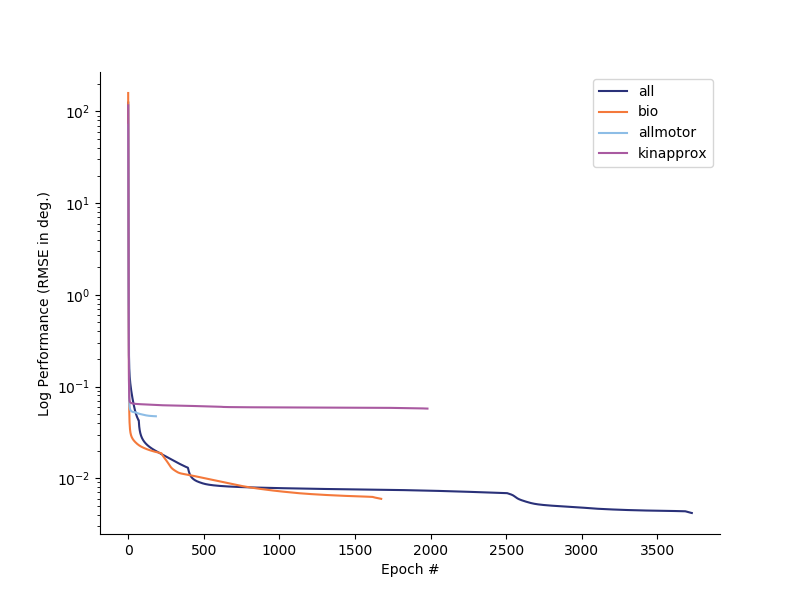 all
bio
allmotor
kinapprox
Log Performance (RMSE in deg.)
10²
10¹
10⁰
10⁻¹
10⁻²
0 500 1000 1500 2000 2500 3000 3500
Epoch #